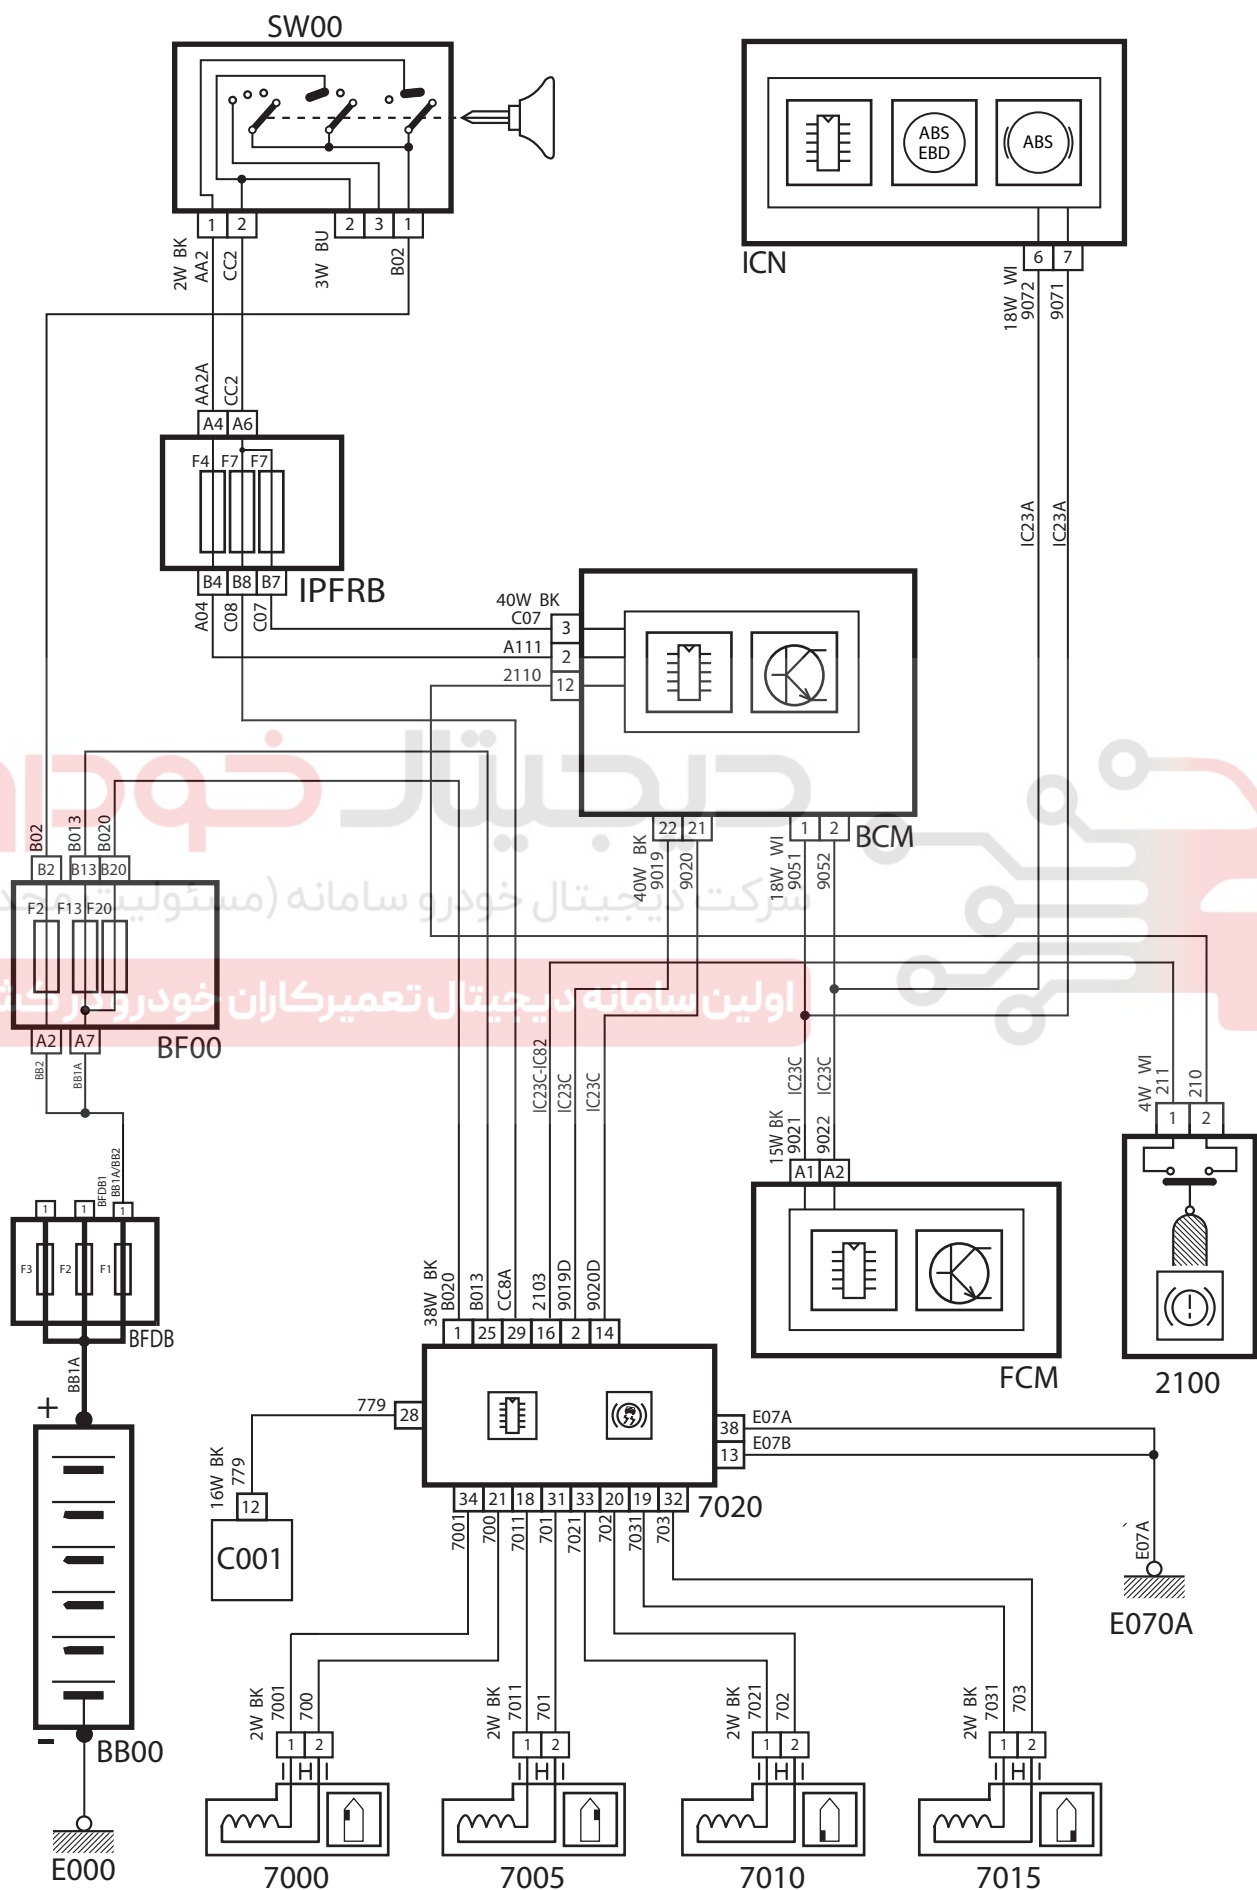 SW00
1 2 2 3 1
2W BK
AA2
CC2
3W BU
B02
ABS
EBD
ABS
ICN
6 7
18W WI
9072
9071
AA2A
CC2
A4 A6
F4 F7 F7
B4 B8 B7
IPFRB
A04
C08
C07
IC23A
IC23A
40W BK
C07
3
A111
2
2110
12
BCM
22 21
1 2
40W BK
9019
9020
18W WI
9051
9052
دیجیتال خودرو
شرکت دیجیتال خودرو سامانه (مسئولیت محد
اولین سامانه دیجیتال تعمیرکاران خودرو در کش
B02
B013
B020
B2 B13 B20
F2 F13 F20
A2 A7
BF00
BB2
BB1A
IC23C-IC82
IC23C
IC23C
IC23C
IC23C
15W BK
9021
9022
A1 A2
FCM
4W WI
211
210
1 2
2100
BFDB1
BB1A/BB2
1 1 1
F3 F2 F1
BFDB
BB1A
+
-
BB00
E000
38W BK
B020
B013
CC8A
2103
9019D
9020D
1 25 29 16 2 14
779
28
38
E07A
13
E07B
34 21 18 31 33 20 19 32
7020
16W BK
779
12
C001
7001
700
7011
701
7021
702
7031
703
E07A
E070A
2W BK
7001
700
2W BK
7011
701
2W BK
7021
702
2W BK
7031
703
1 2
1 2
1 2
1 2
7000
7005
7010
7015